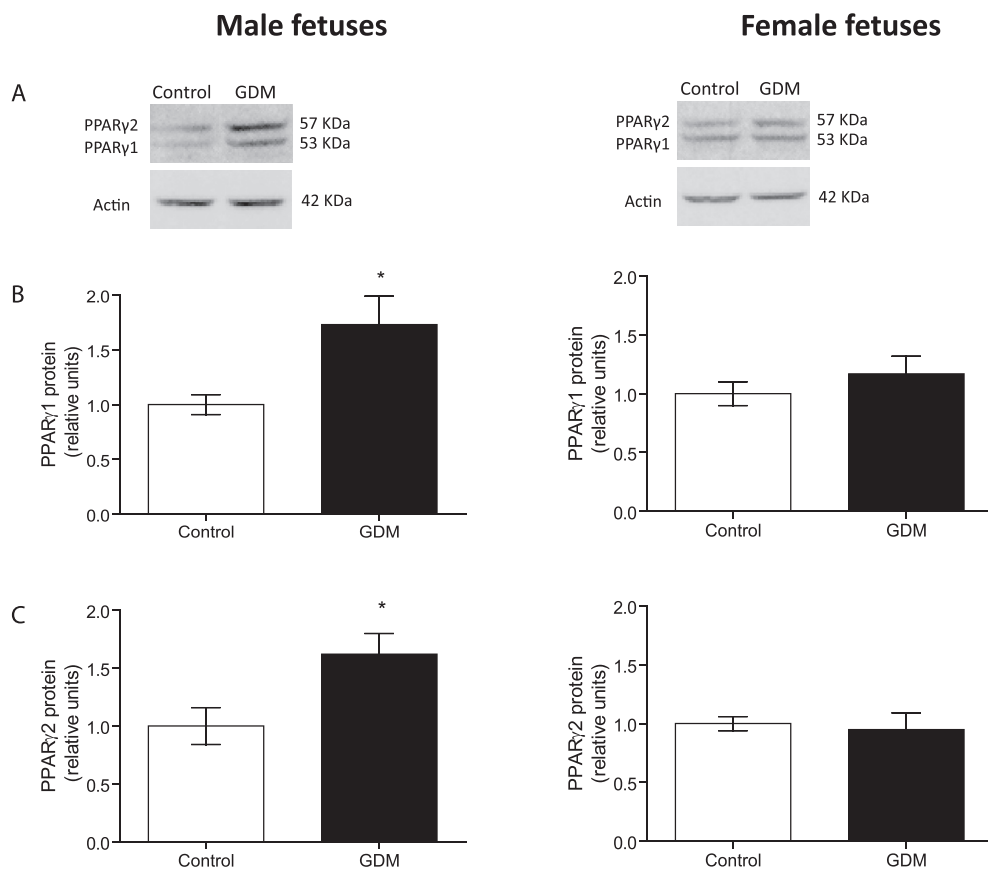 Male fetuses
Female fetuses
A
Control GDM
PPARγ2 57 KDa
PPARγ1 53 KDa
Actin 42 KDa
Control GDM
PPARγ2 57 KDa
PPARγ1 53 KDa
Actin 42 KDa
B
PPARγ1 protein
(relative units)
2.0
1.5
1.0
0.5
0.0
*
Control GDM
PPARγ1 protein
(relative units)
2.0
1.5
1.0
0.5
0.0
Control GDM
C
PPARγ2 protein
(relative units)
2.0
1.5
1.0
0.5
0.0
*
Control GDM
PPARγ2 protein
(relative units)
2.0
1.5
1.0
0.5
0.0
Control GDM